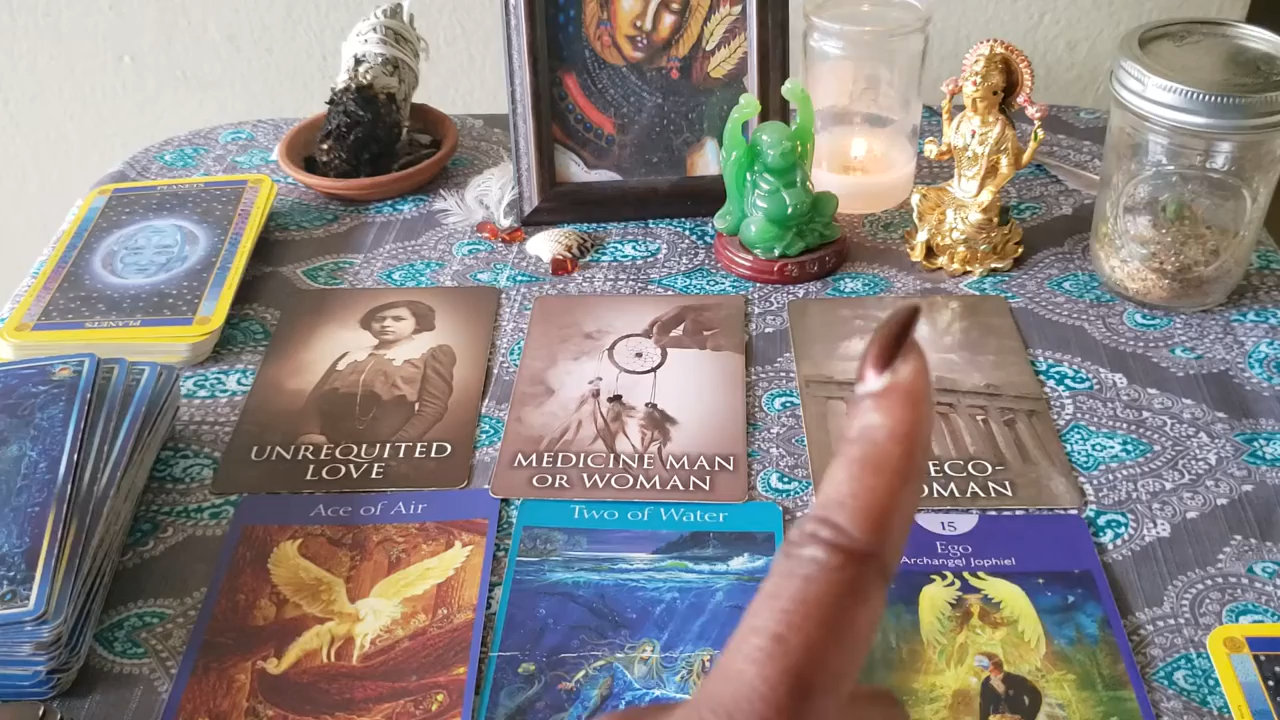 PLANETS
PLANETS
UNREQUITED
LOVE
MEDICINE MAN
OR WOMAN
ECO-
OMAN
Ace of Air
Two of Water
15
Ego
Archangel Jophiel